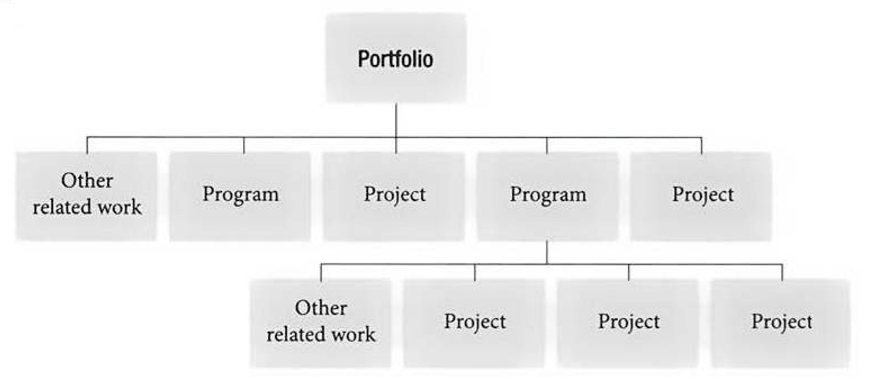 Portfolio
Other
related work
Program
Project
Program
Project
Other
related work
Project
Project
Project